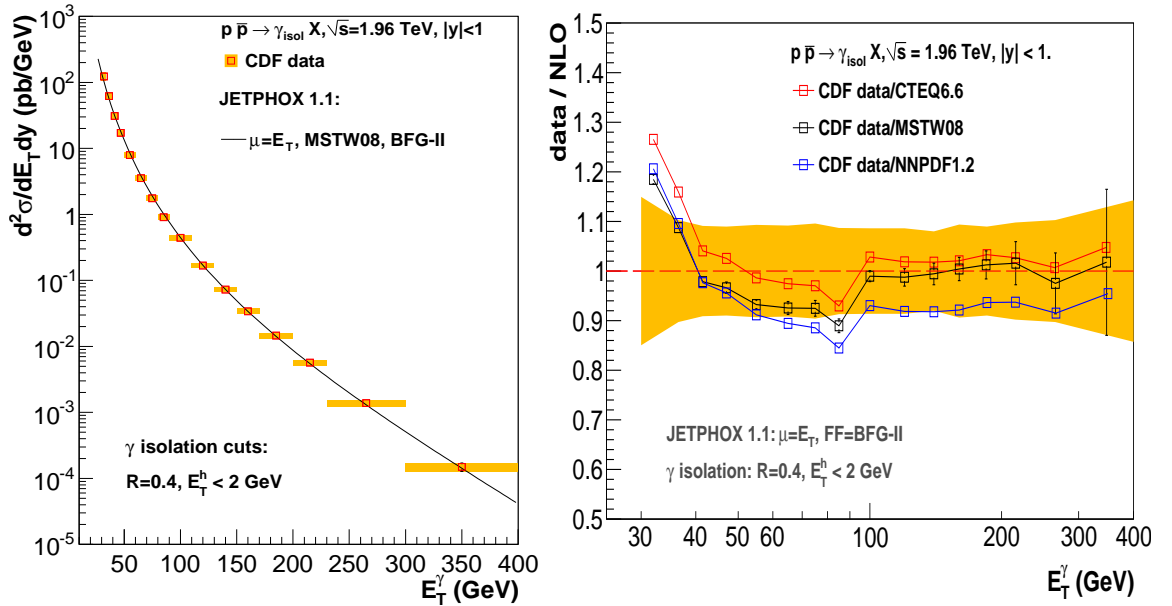 p p̅ → γ_isol X, √s=1.96 TeV, |y|<1
CDF data
JETPHOX 1.1:
μ=E_T, MSTW08, BFG-II
γ isolation cuts:
R=0.4, E_T^h < 2 GeV
d²σ/dE_T dy (pb/GeV)
10³
10²
10
1
10⁻¹
10⁻²
10⁻³
10⁻⁴
10⁻⁵
50 100 150 200 250 300 350 400
E_T^γ (GeV)
p p̅ → γ_isol X, √s = 1.96 TeV, |y| < 1.
CDF data/CTEQ6.6
CDF data/MSTW08
CDF data/NNPDF1.2
JETPHOX 1.1: μ=E_T, FF=BFG-II
γ isolation: R=0.4, E_T^h < 2 GeV
data / NLO
1.5
1.4
1.3
1.2
1.1
1
0.9
0.8
0.7
0.6
0.5
30 40 50 60 100 200 300 400
E_T^γ (GeV)